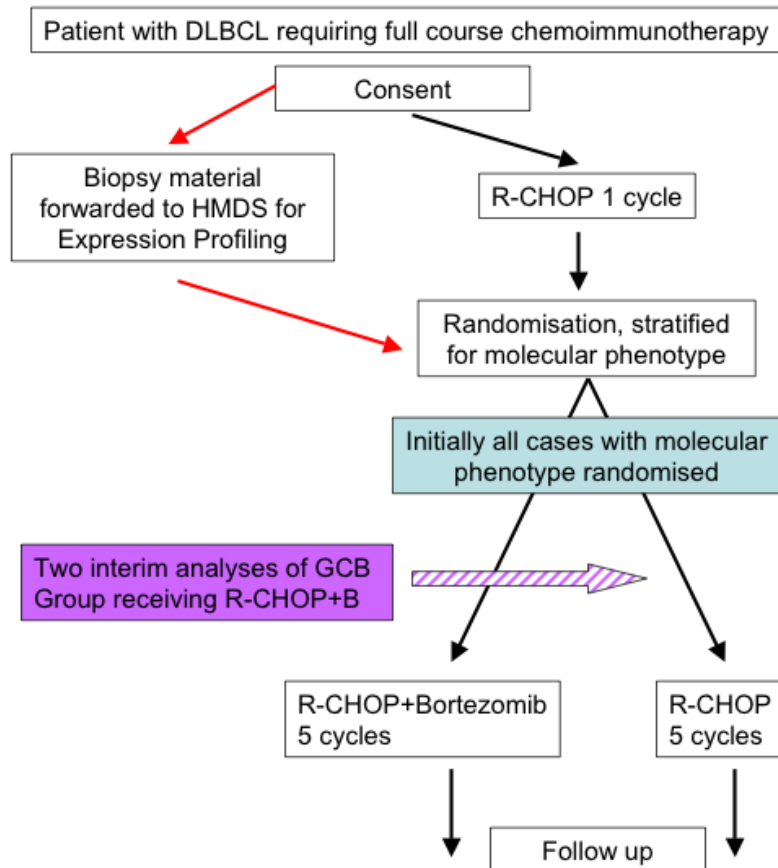 Patient with DLBCL requiring full course chemoimmunotherapy
Consent
Biopsy material
forwarded to HMDS for
Expression Profiling
R-CHOP 1 cycle
Randomisation, stratified
for molecular phenotype
Initially all cases with molecular
phenotype randomised
Two interim analyses of GCB
Group receiving R-CHOP+B
R-CHOP+Bortezomib
5 cycles
R-CHOP
5 cycles
Follow up